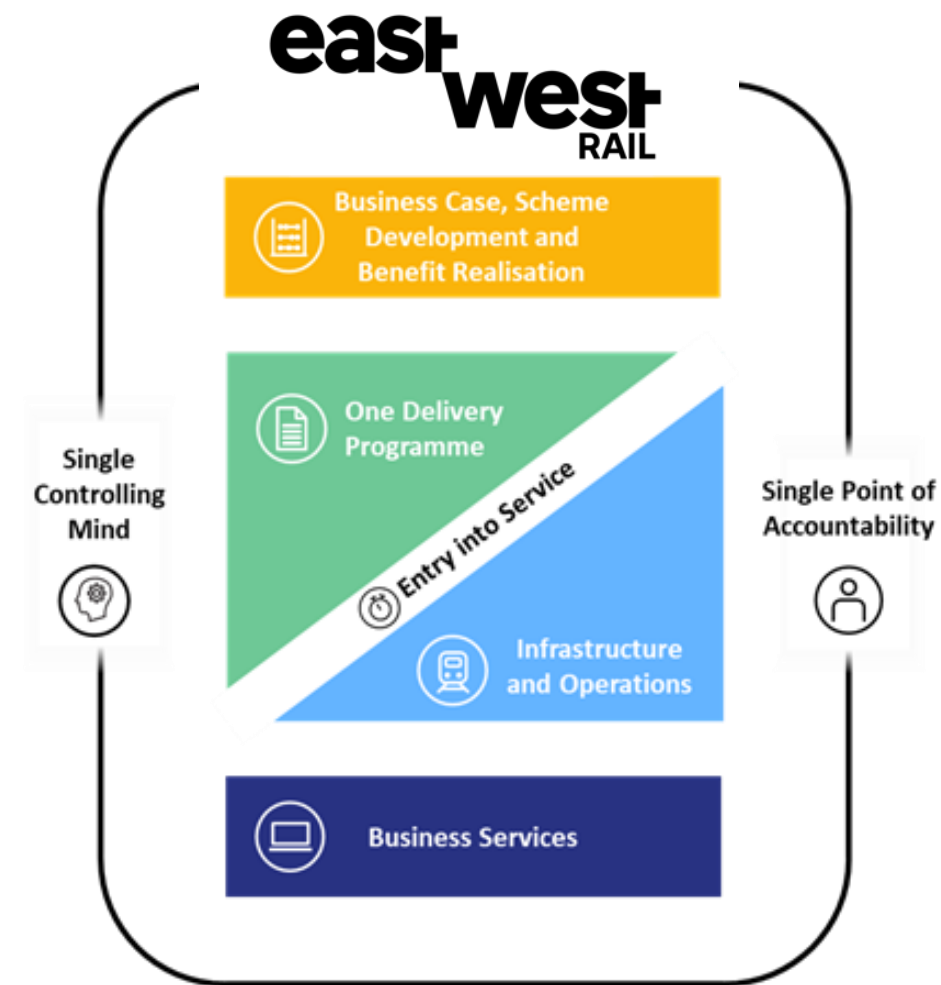 east
west
RAIL
Business Case, Scheme
Development and
Benefit Realisation
One Delivery
Programme
Entry into Service
Single
Controlling
Mind
Single Point of
Accountability
Infrastructure
and Operations
Business Services